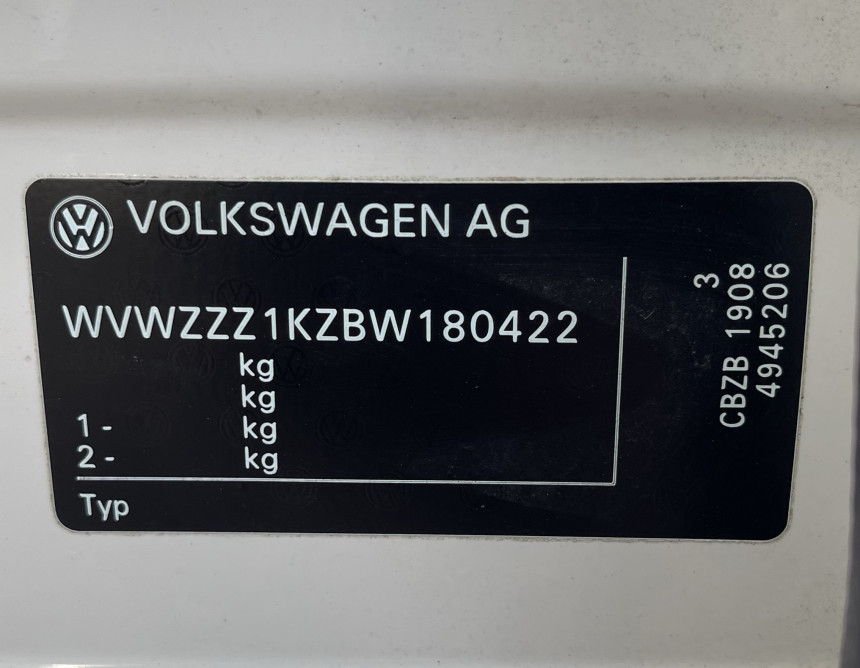 VOLKSWAGEN AG
WVWZZZ1KZBW180422
kg
kg
1- kg
2- kg
Typ
3
CBZB 1908
4945206